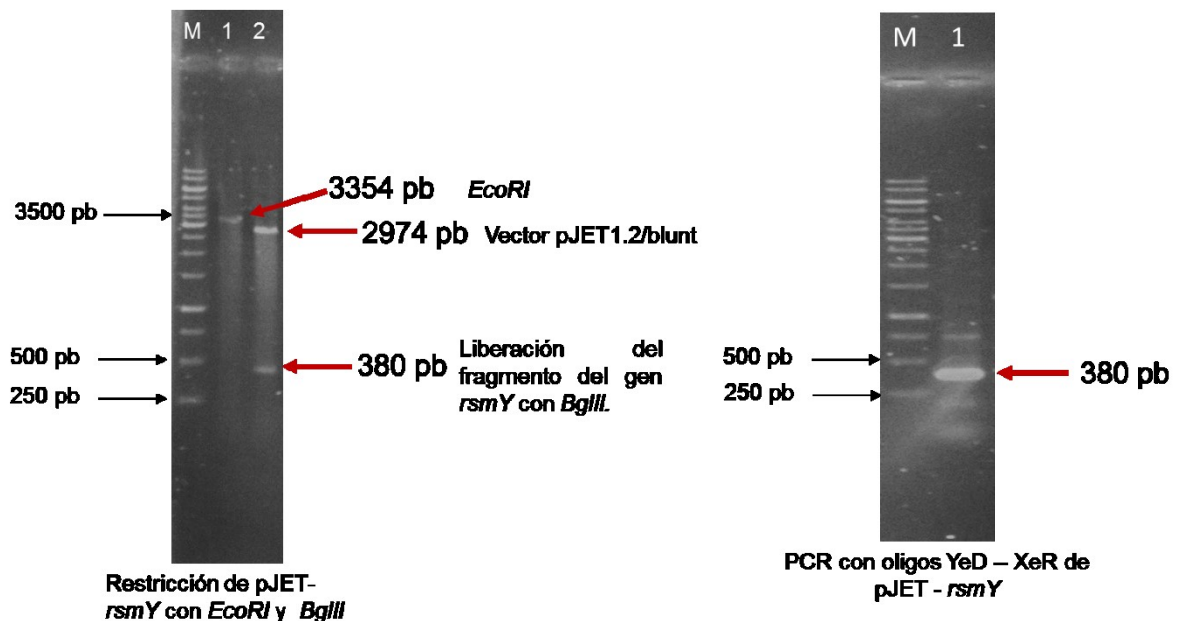 M 1 2
3500 pb
500 pb
250 pb
3354 pb EcoRI
2974 pb Vector pJET1.2/blunt
380 pb
Liberación del
fragmento del gen
rsmY con BglII.
Restricción de pJET-
rsmY con EcoRI y BglII
M 1
500 pb
250 pb
380 pb
PCR con oligos YeD – XeR de
pJET - rsmY